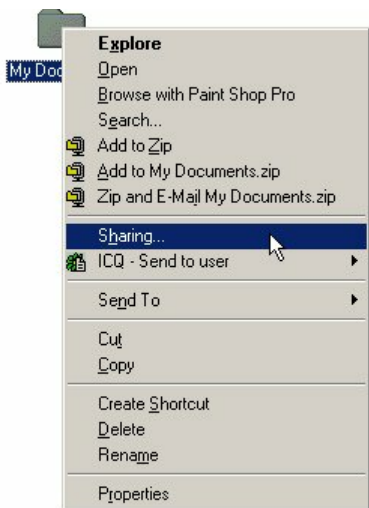 My Doc
Explore
Open
Browse with Paint Shop Pro
Search...
Add to Zip
Add to My Documents.zip
Zip and E-Mail My Documents.zip
Sharing...
ICQ - Send to user
Send To
Cut
Copy
Create Shortcut
Delete
Rename
Properties